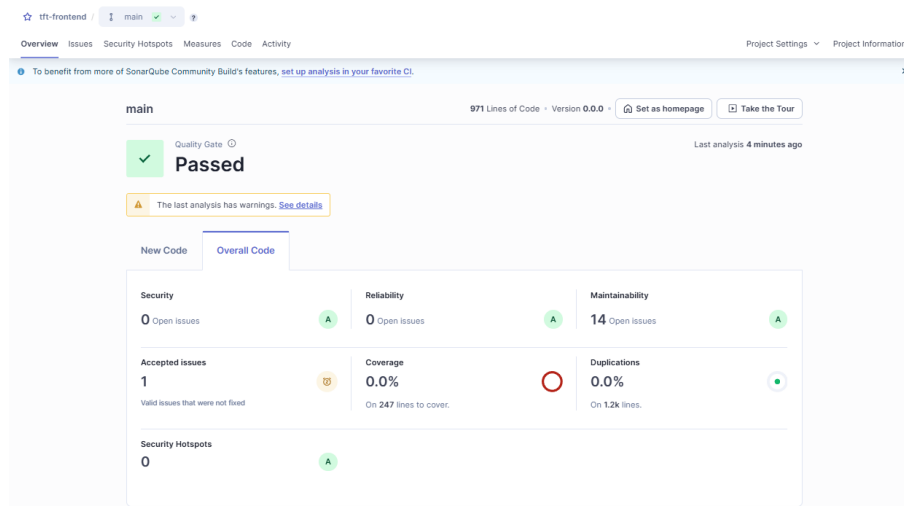 tft-frontend / main
Overview Issues Security Hotspots Measures Code Activity Project Settings Project Information
To benefit from more of SonarQube Community Build's features, set up analysis in your favorite CI.
main 971 Lines of Code · Version 0.0.0 · Set as homepage Take the Tour
Quality Gate
Passed
Last analysis 4 minutes ago
The last analysis has warnings. See details
New Code Overall Code
Security Reliability Maintainability
0 Open issues A 0 Open issues A 14 Open issues A
Accepted issues Coverage Duplications
1 0.0% 0.0%
Valid issues that were not fixed On 247 lines to cover. On 1.2k lines.
Security Hotspots
0 A